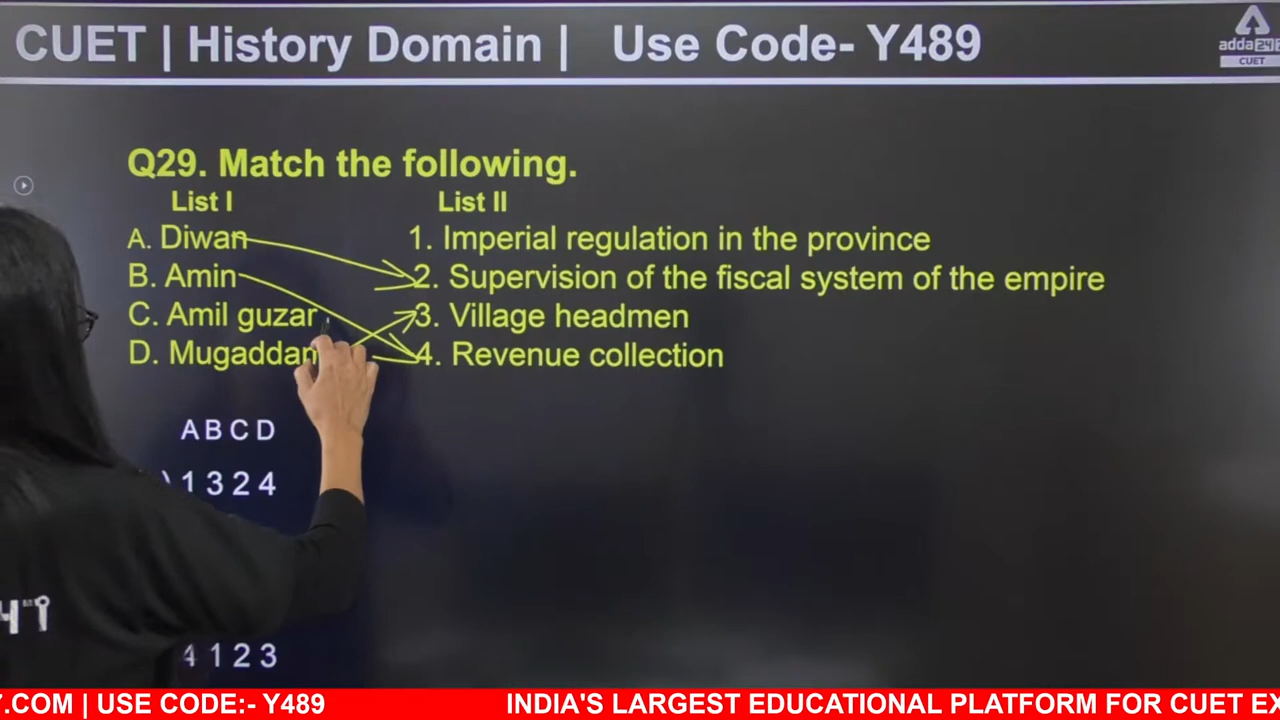 CUET | History Domain | Use Code- Y489
adda 24|7
CUET
Q29. Match the following.
List I List II
A. Diwan 1. Imperial regulation in the province
B. Amin 2. Supervision of the fiscal system of the empire
C. Amil guzar 3. Village headmen
D. Mugaddam 4. Revenue collection
A B C D
) 1 3 2 4
4 1 2 3
.COM | USE CODE:- Y489 INDIA'S LARGEST EDUCATIONAL PLATFORM FOR CUET EX